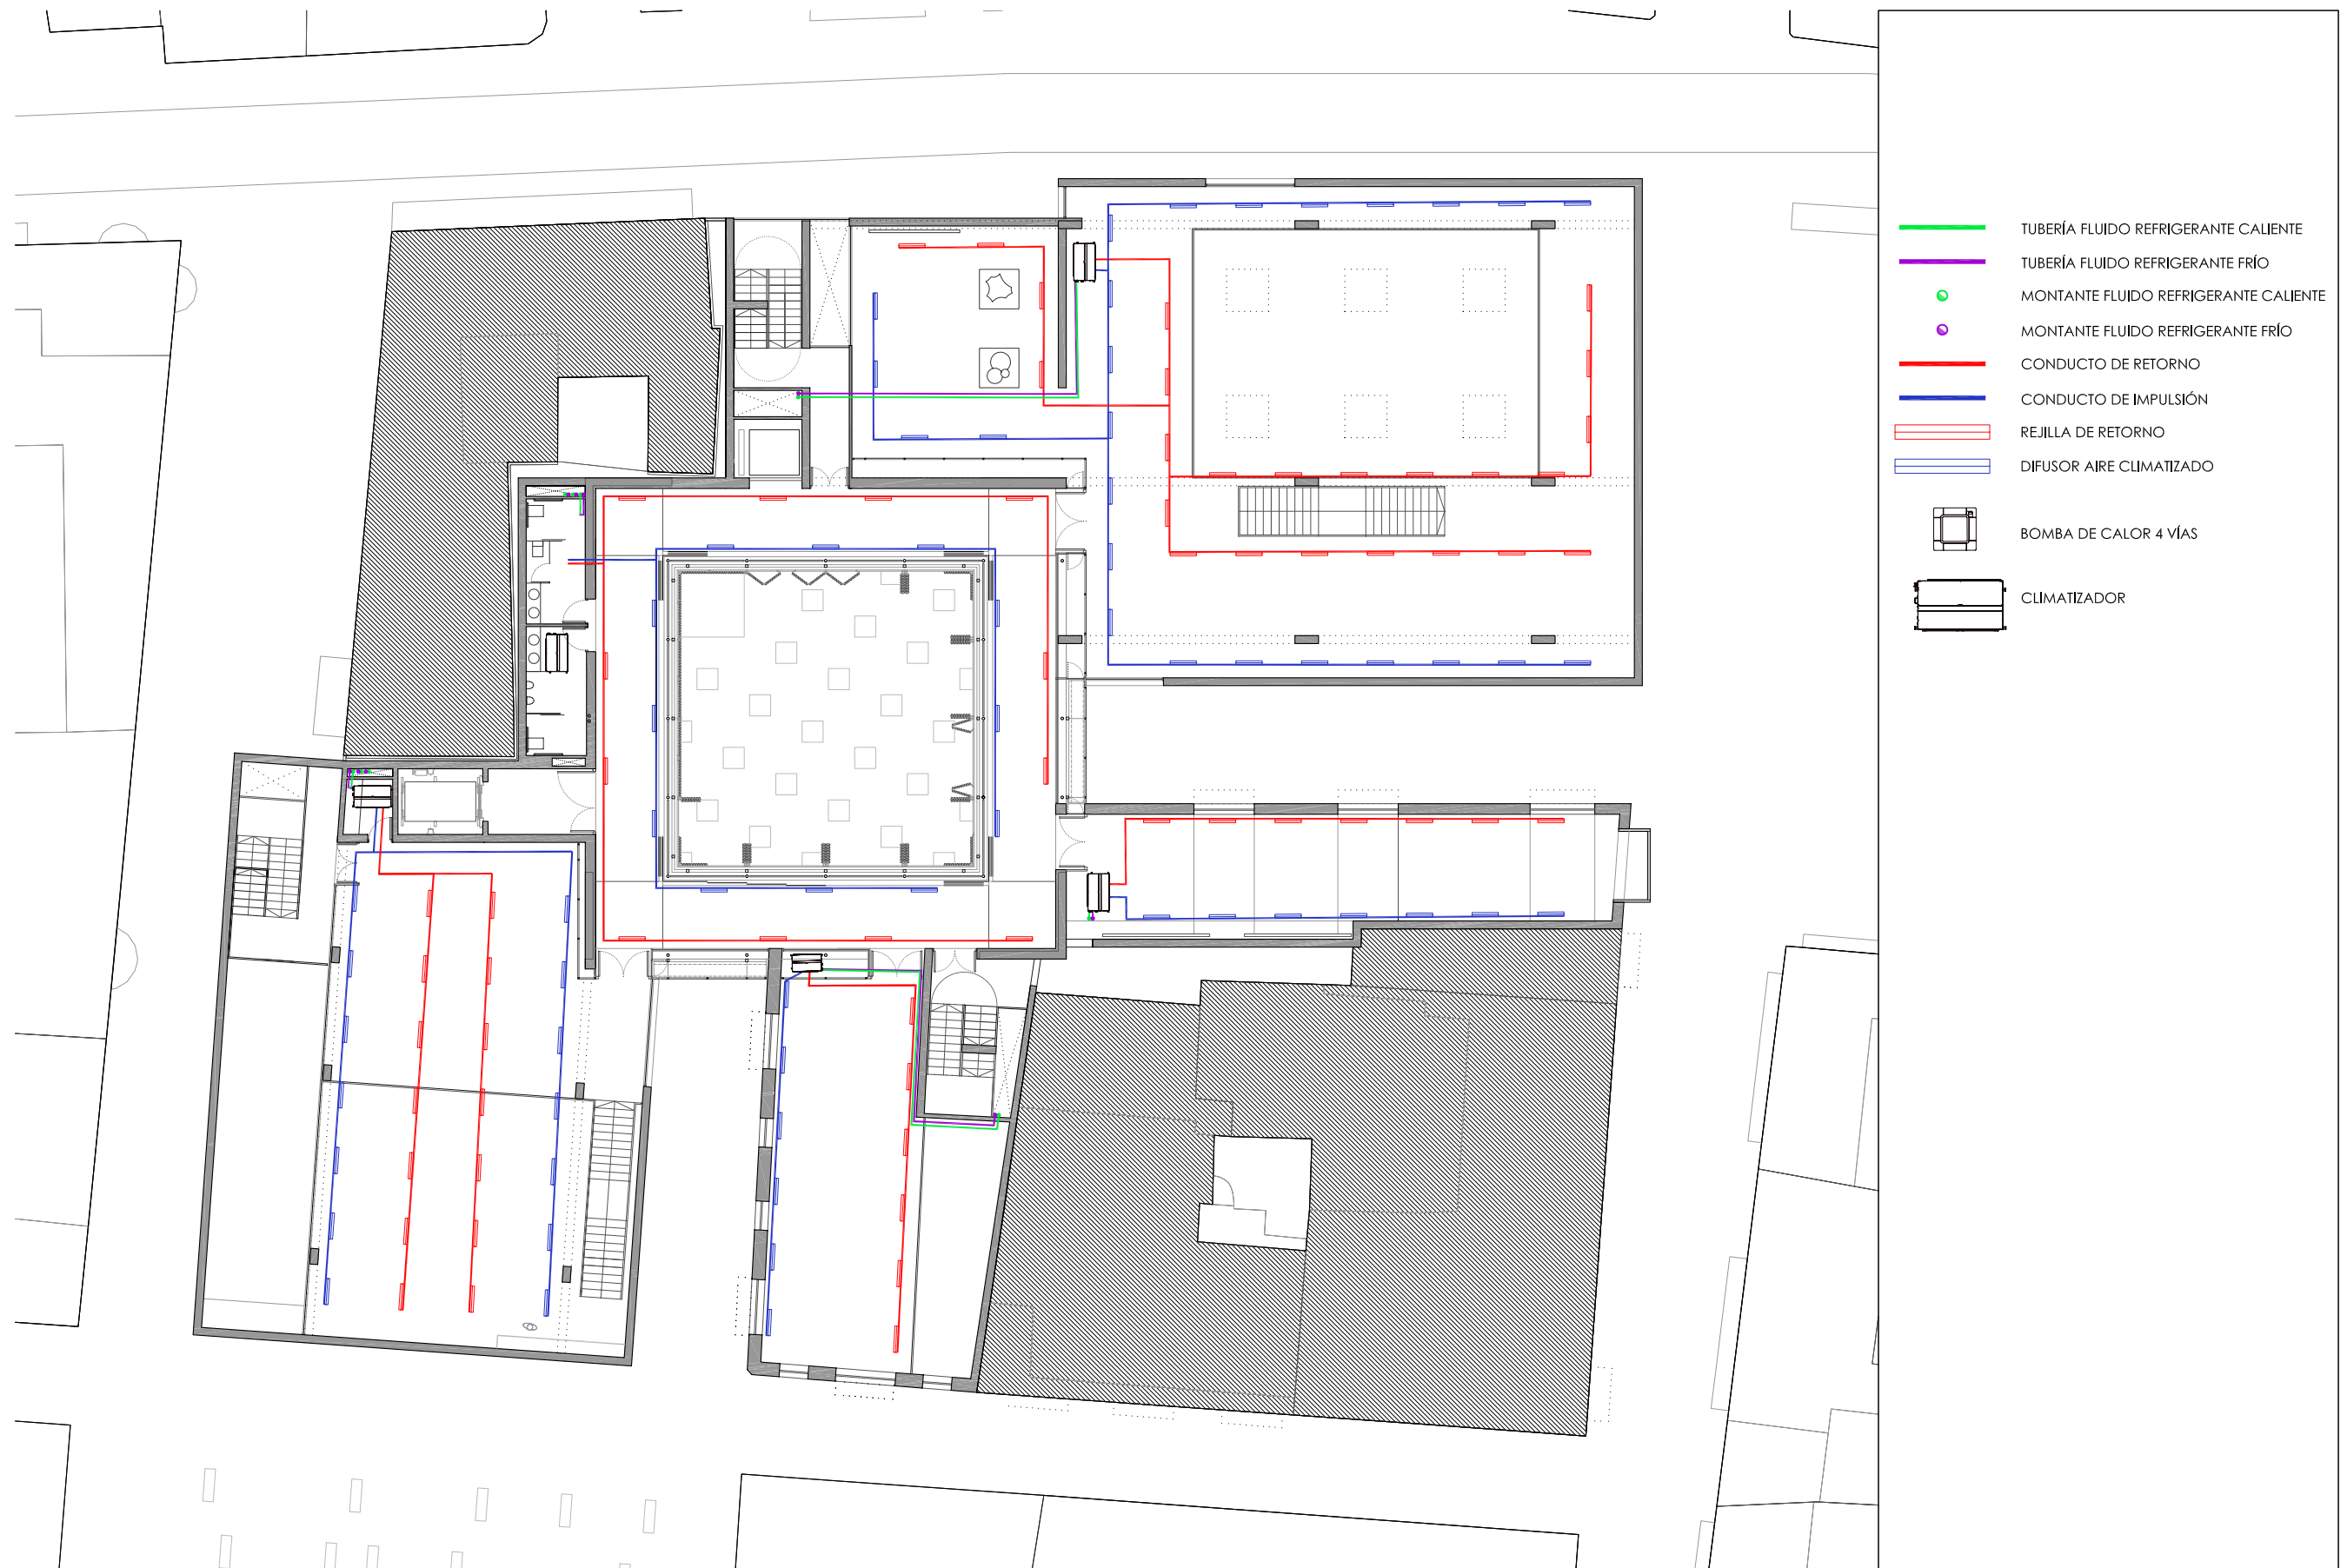 TUBERÍA FLUIDO REFRIGERANTE CALIENTE
TUBERÍA FLUIDO REFRIGERANTE FRÍO
MONTANTE FLUIDO REFRIGERANTE CALIENTE
MONTANTE FLUIDO REFRIGERANTE FRÍO
CONDUCTO DE RETORNO
CONDUCTO DE IMPULSIÓN
REJILLA DE RETORNO
DIFUSOR AIRE CLIMATIZADO
BOMBA DE CALOR 4 VÍAS
CLIMATIZADOR